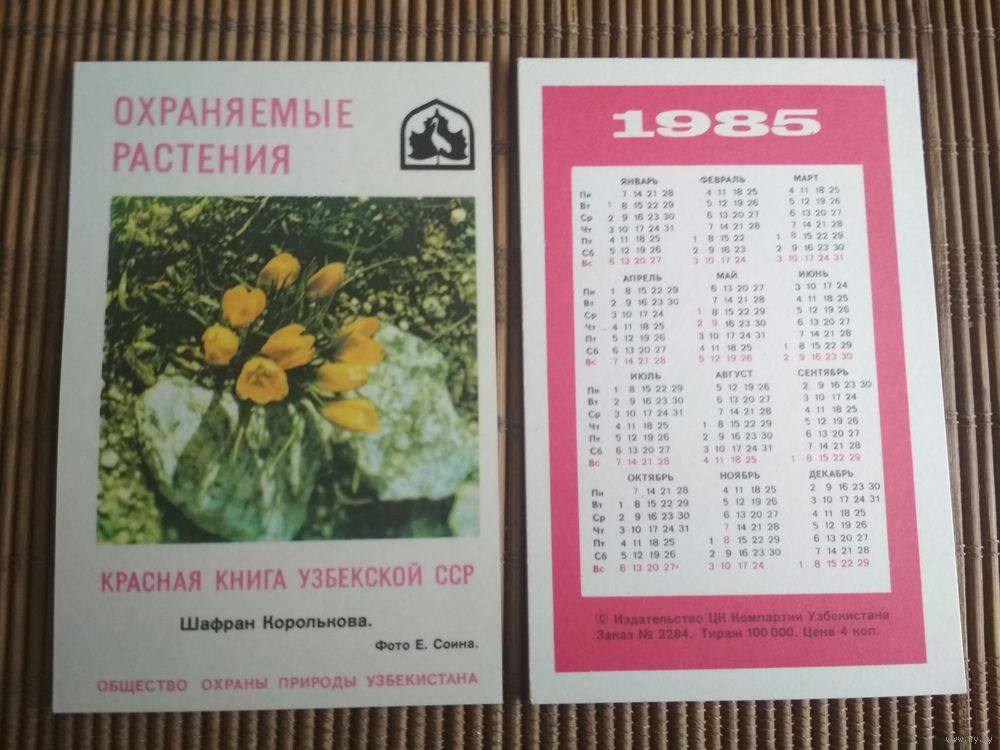 ОХРАНЯЕМЫЕ
РАСТЕНИЯ
КРАСНАЯ КНИГА УЗБЕКСКОЙ ССР
Шафран Королькова.
Фото Е. Соина.
ОБЩЕСТВО ОХРАНЫ ПРИРОДЫ УЗБЕКИСТАНА
1985
ЯНВАРЬ ФЕВРАЛЬ МАРТ
Пн 7 14 21 28 4 11 18 25 4 11 18 25
Вт 1 8 15 22 29 5 12 19 26 5 12 19 26
Ср 2 9 16 23 30 6 13 20 27 6 13 20 27
Чт 3 10 17 24 31 7 14 21 28 7 14 21 28
Пт 4 11 18 25 1 8 15 22 1 8 15 22 29
Сб 5 12 19 26 2 9 16 23 2 9 16 23 30
Вс 6 13 20 27 3 10 17 24 3 10 17 24 31
АПРЕЛЬ МАЙ ИЮНЬ
Пн 1 8 15 22 29 6 13 20 27 3 10 17 24
Вт 2 9 16 23 30 7 14 21 28 4 11 18 25
Ср 3 10 17 24 1 8 15 22 29 5 12 19 26
Чт 4 11 18 25 2 9 16 23 30 6 13 20 27
Пт 5 12 19 26 3 10 17 24 31 7 14 21 28
Сб 6 13 20 27 4 11 18 25 1 8 15 22 29
Вс 7 14 21 28 5 12 19 26 2 9 16 23 30
ИЮЛЬ АВГУСТ СЕНТЯБРЬ
Пн 1 8 15 22 29 5 12 19 26 2 9 16 23 30
Вт 2 9 16 23 30 6 13 20 27 3 10 17 24
Ср 3 10 17 24 31 7 14 21 28 4 11 18 25
Чт 4 11 18 25 1 8 15 22 29 5 12 19 26
Пт 5 12 19 26 2 9 16 23 30 6 13 20 27
Сб 6 13 20 27 3 10 17 24 31 7 14 21 28
Вс 7 14 21 28 4 11 18 25 1 8 15 22 29
ОКТЯБРЬ НОЯБРЬ ДЕКАБРЬ
Пн 7 14 21 28 4 11 18 25 2 9 16 23 30
Вт 1 8 15 22 29 5 12 19 26 3 10 17 24 31
Ср 2 9 16 23 30 6 13 20 27 4 11 18 25
Чт 3 10 17 24 31 7 14 21 28 5 12 19 26
Пт 4 11 18 25 1 8 15 22 29 6 13 20 27
Сб 5 12 19 26 2 9 16 23 30 7 14 21 28
Вс 6 13 20 27 3 10 17 24 1 8 15 22 29
© Издательство ЦК Компартии Узбекистана
Заказ № 2284. Тираж 100 000. Цена 4 коп.